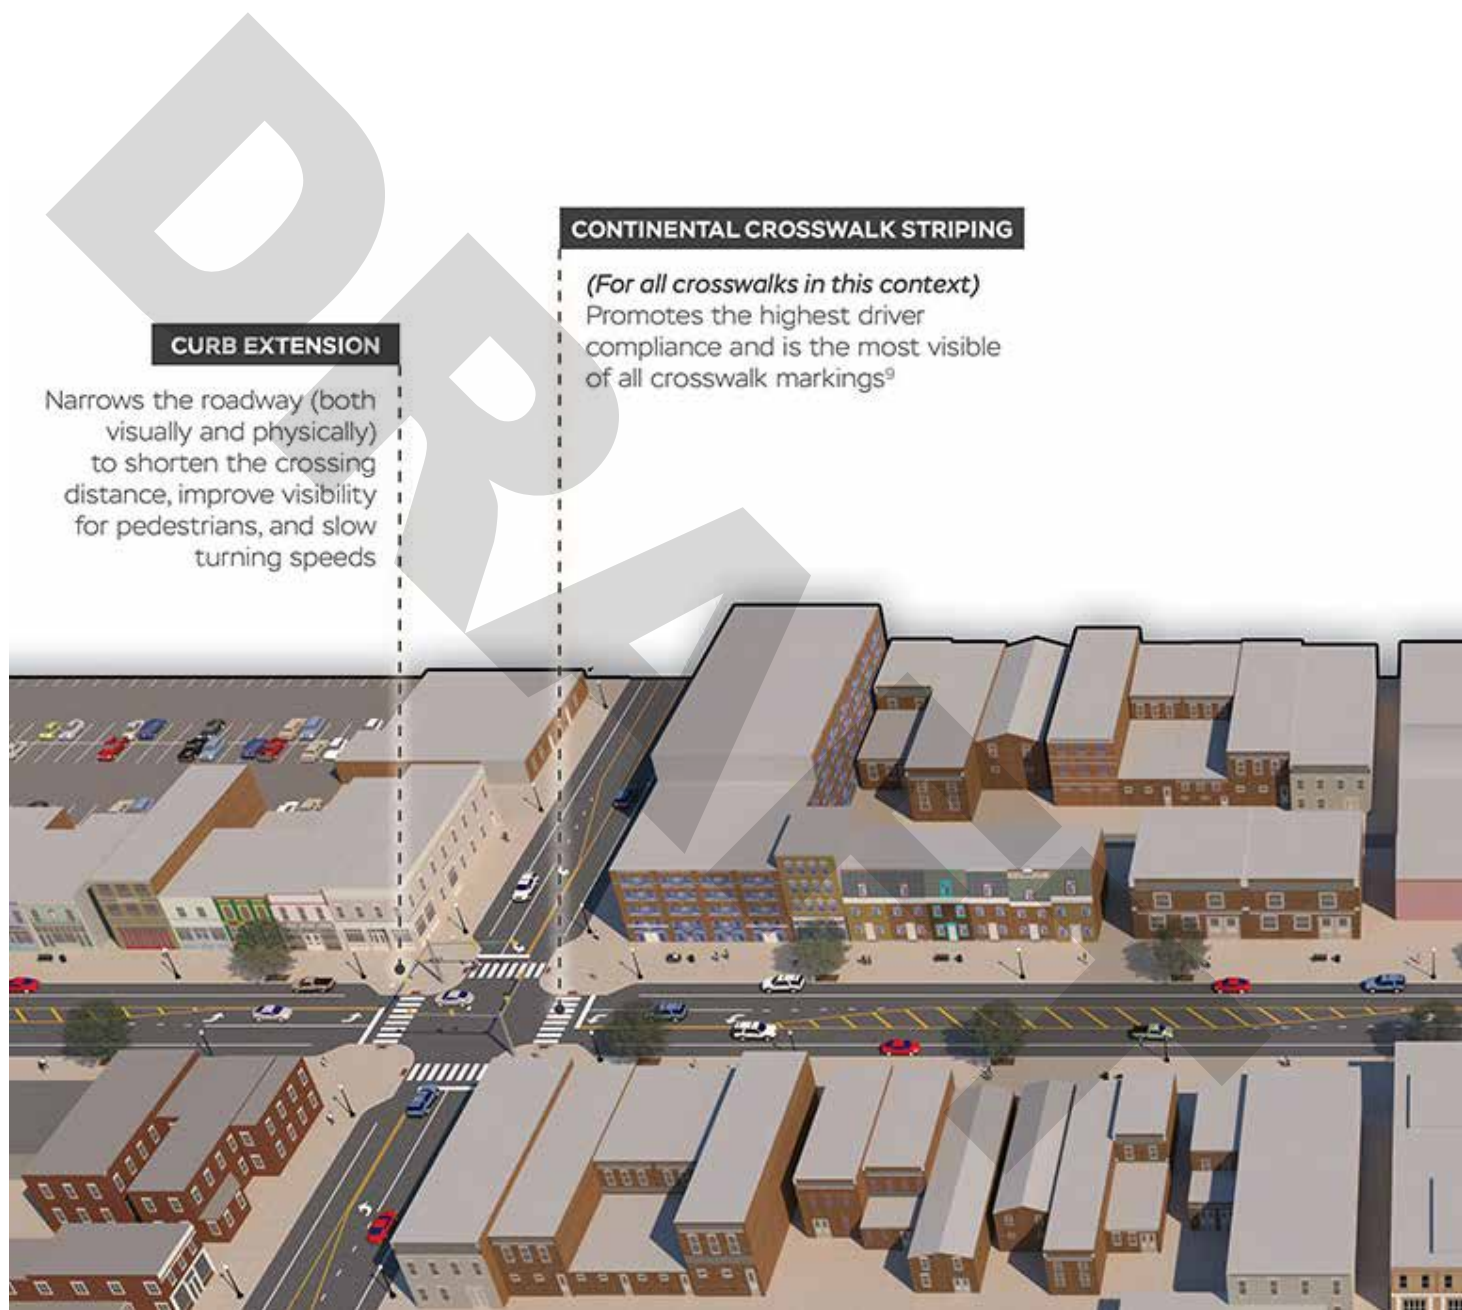 CONTINENTAL CROSSWALK STRIPING
(For all crosswalks in this context)
Promotes the highest driver
compliance and is the most visible
of all crosswalk markings⁹
CURB EXTENSION
Narrows the roadway (both
visually and physically)
to shorten the crossing
distance, improve visibility
for pedestrians, and slow
turning speeds
DRAFT